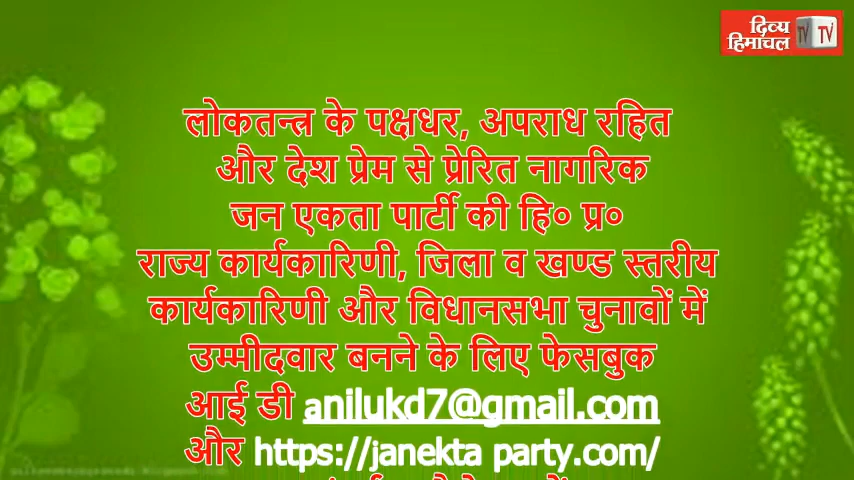 दिव्य
हिमाचल TV TV
लोकतन्त्र के पक्षधर, अपराध रहित
और देश प्रेम से प्रेरित नागरिक
जन एकता पार्टी की हि० प्र०
राज्य कार्यकारिणी, जिला व खण्ड स्तरीय
कार्यकारिणी और विधानसभा चुनावों में
उम्मीदवार बनने के लिए फेसबुक
आई डी anilukd7@gmail.com
और https://janekta party.com/